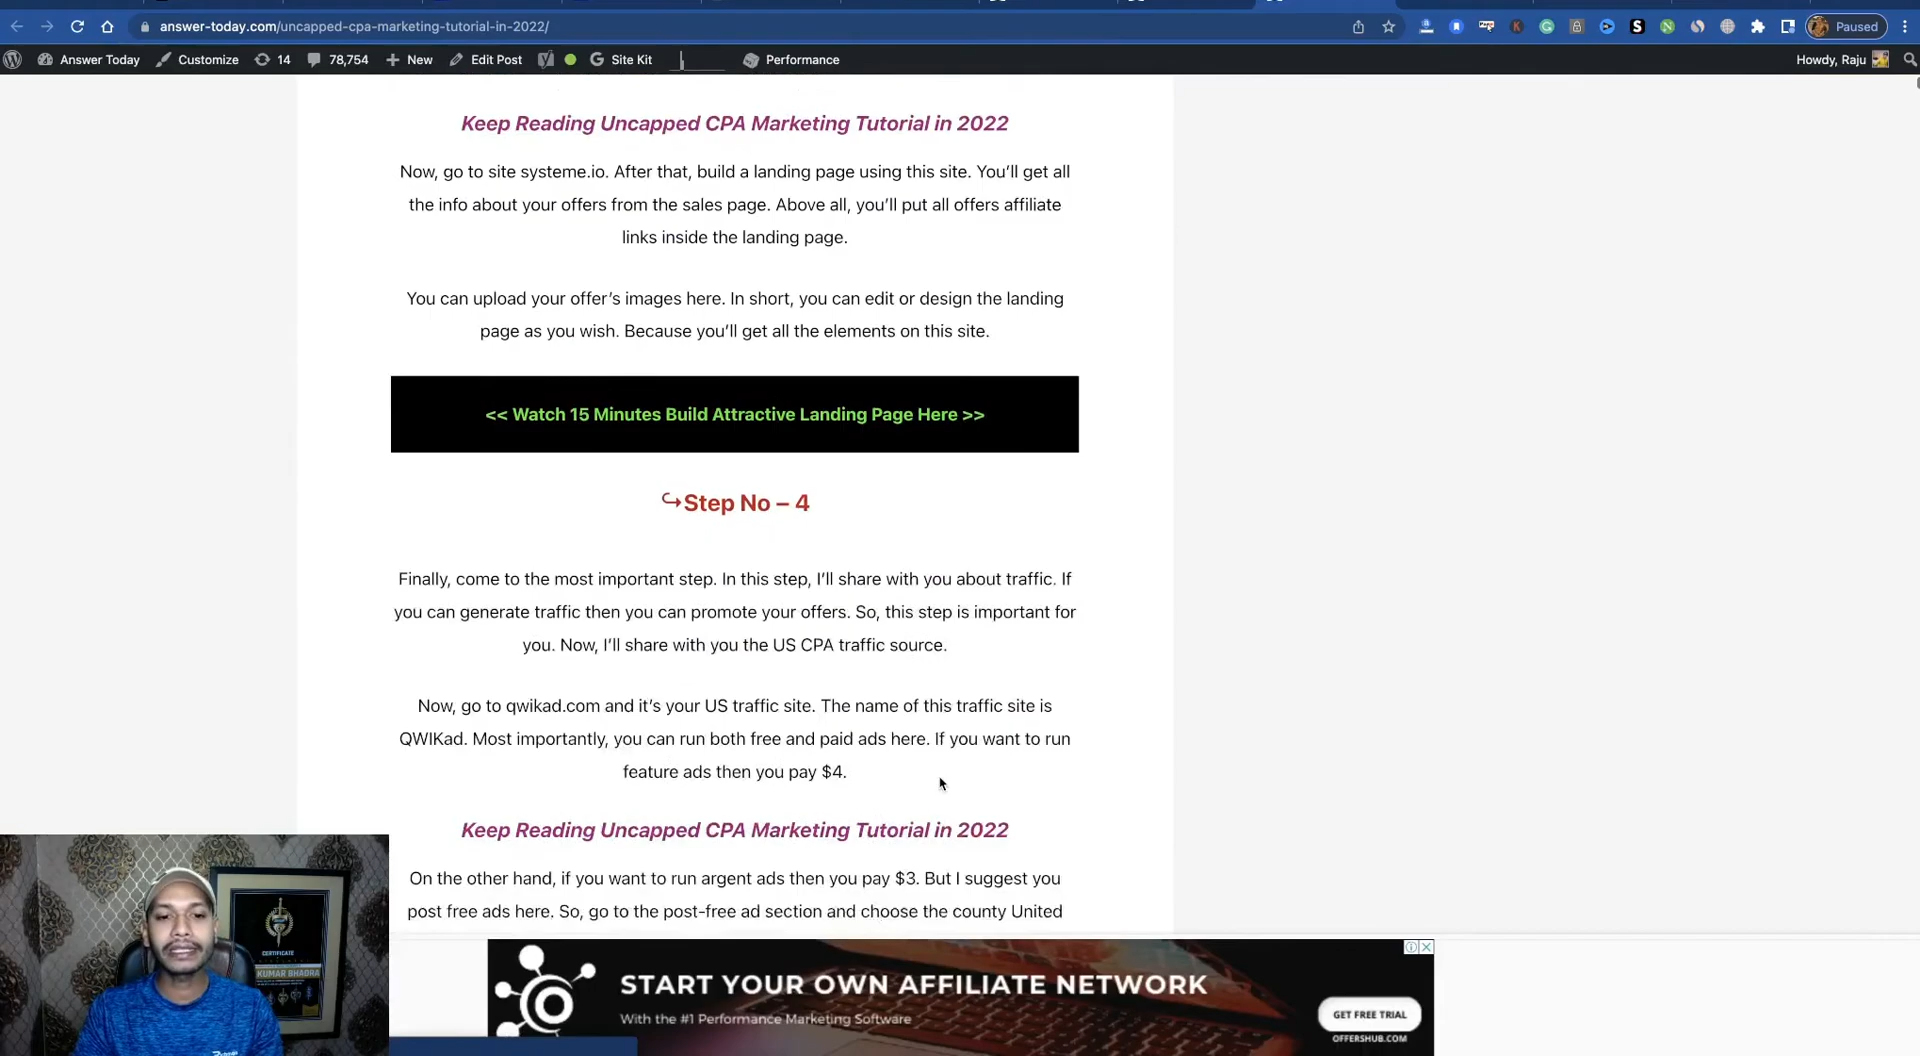 answer-today.com/uncapped-cpa-marketing-tutorial-in-2022/
Paused
Answer Today
Customize
14
78,754
New
Edit Post
Site Kit
Performance
Howdy, Raju
Keep Reading Uncapped CPA Marketing Tutorial in 2022
Now, go to site systeme.io. After that, build a landing page using this site. You’ll get all
the info about your offers from the sales page. Above all, you’ll put all offers affiliate
links inside the landing page.
You can upload your offer’s images here. In short, you can edit or design the landing
page as you wish. Because you’ll get all the elements on this site.
<< Watch 15 Minutes Build Attractive Landing Page Here >>
↪Step No – 4
Finally, come to the most important step. In this step, I’ll share with you about traffic. If
you can generate traffic then you can promote your offers. So, this step is important for
you. Now, I’ll share with you the US CPA traffic source.
Now, go to qwikad.com and it’s your US traffic site. The name of this traffic site is
QWIKad. Most importantly, you can run both free and paid ads here. If you want to run
feature ads then you pay $4.
Keep Reading Uncapped CPA Marketing Tutorial in 2022
On the other hand, if you want to run argent ads then you pay $3. But I suggest you
post free ads here. So, go to the post-free ad section and choose the county United
START YOUR OWN AFFILIATE NETWORK
With the #1 Performance Marketing Software
GET FREE TRIAL
OFFERSHUB.COM
CERTIFICATE
KUMAR BHADRA